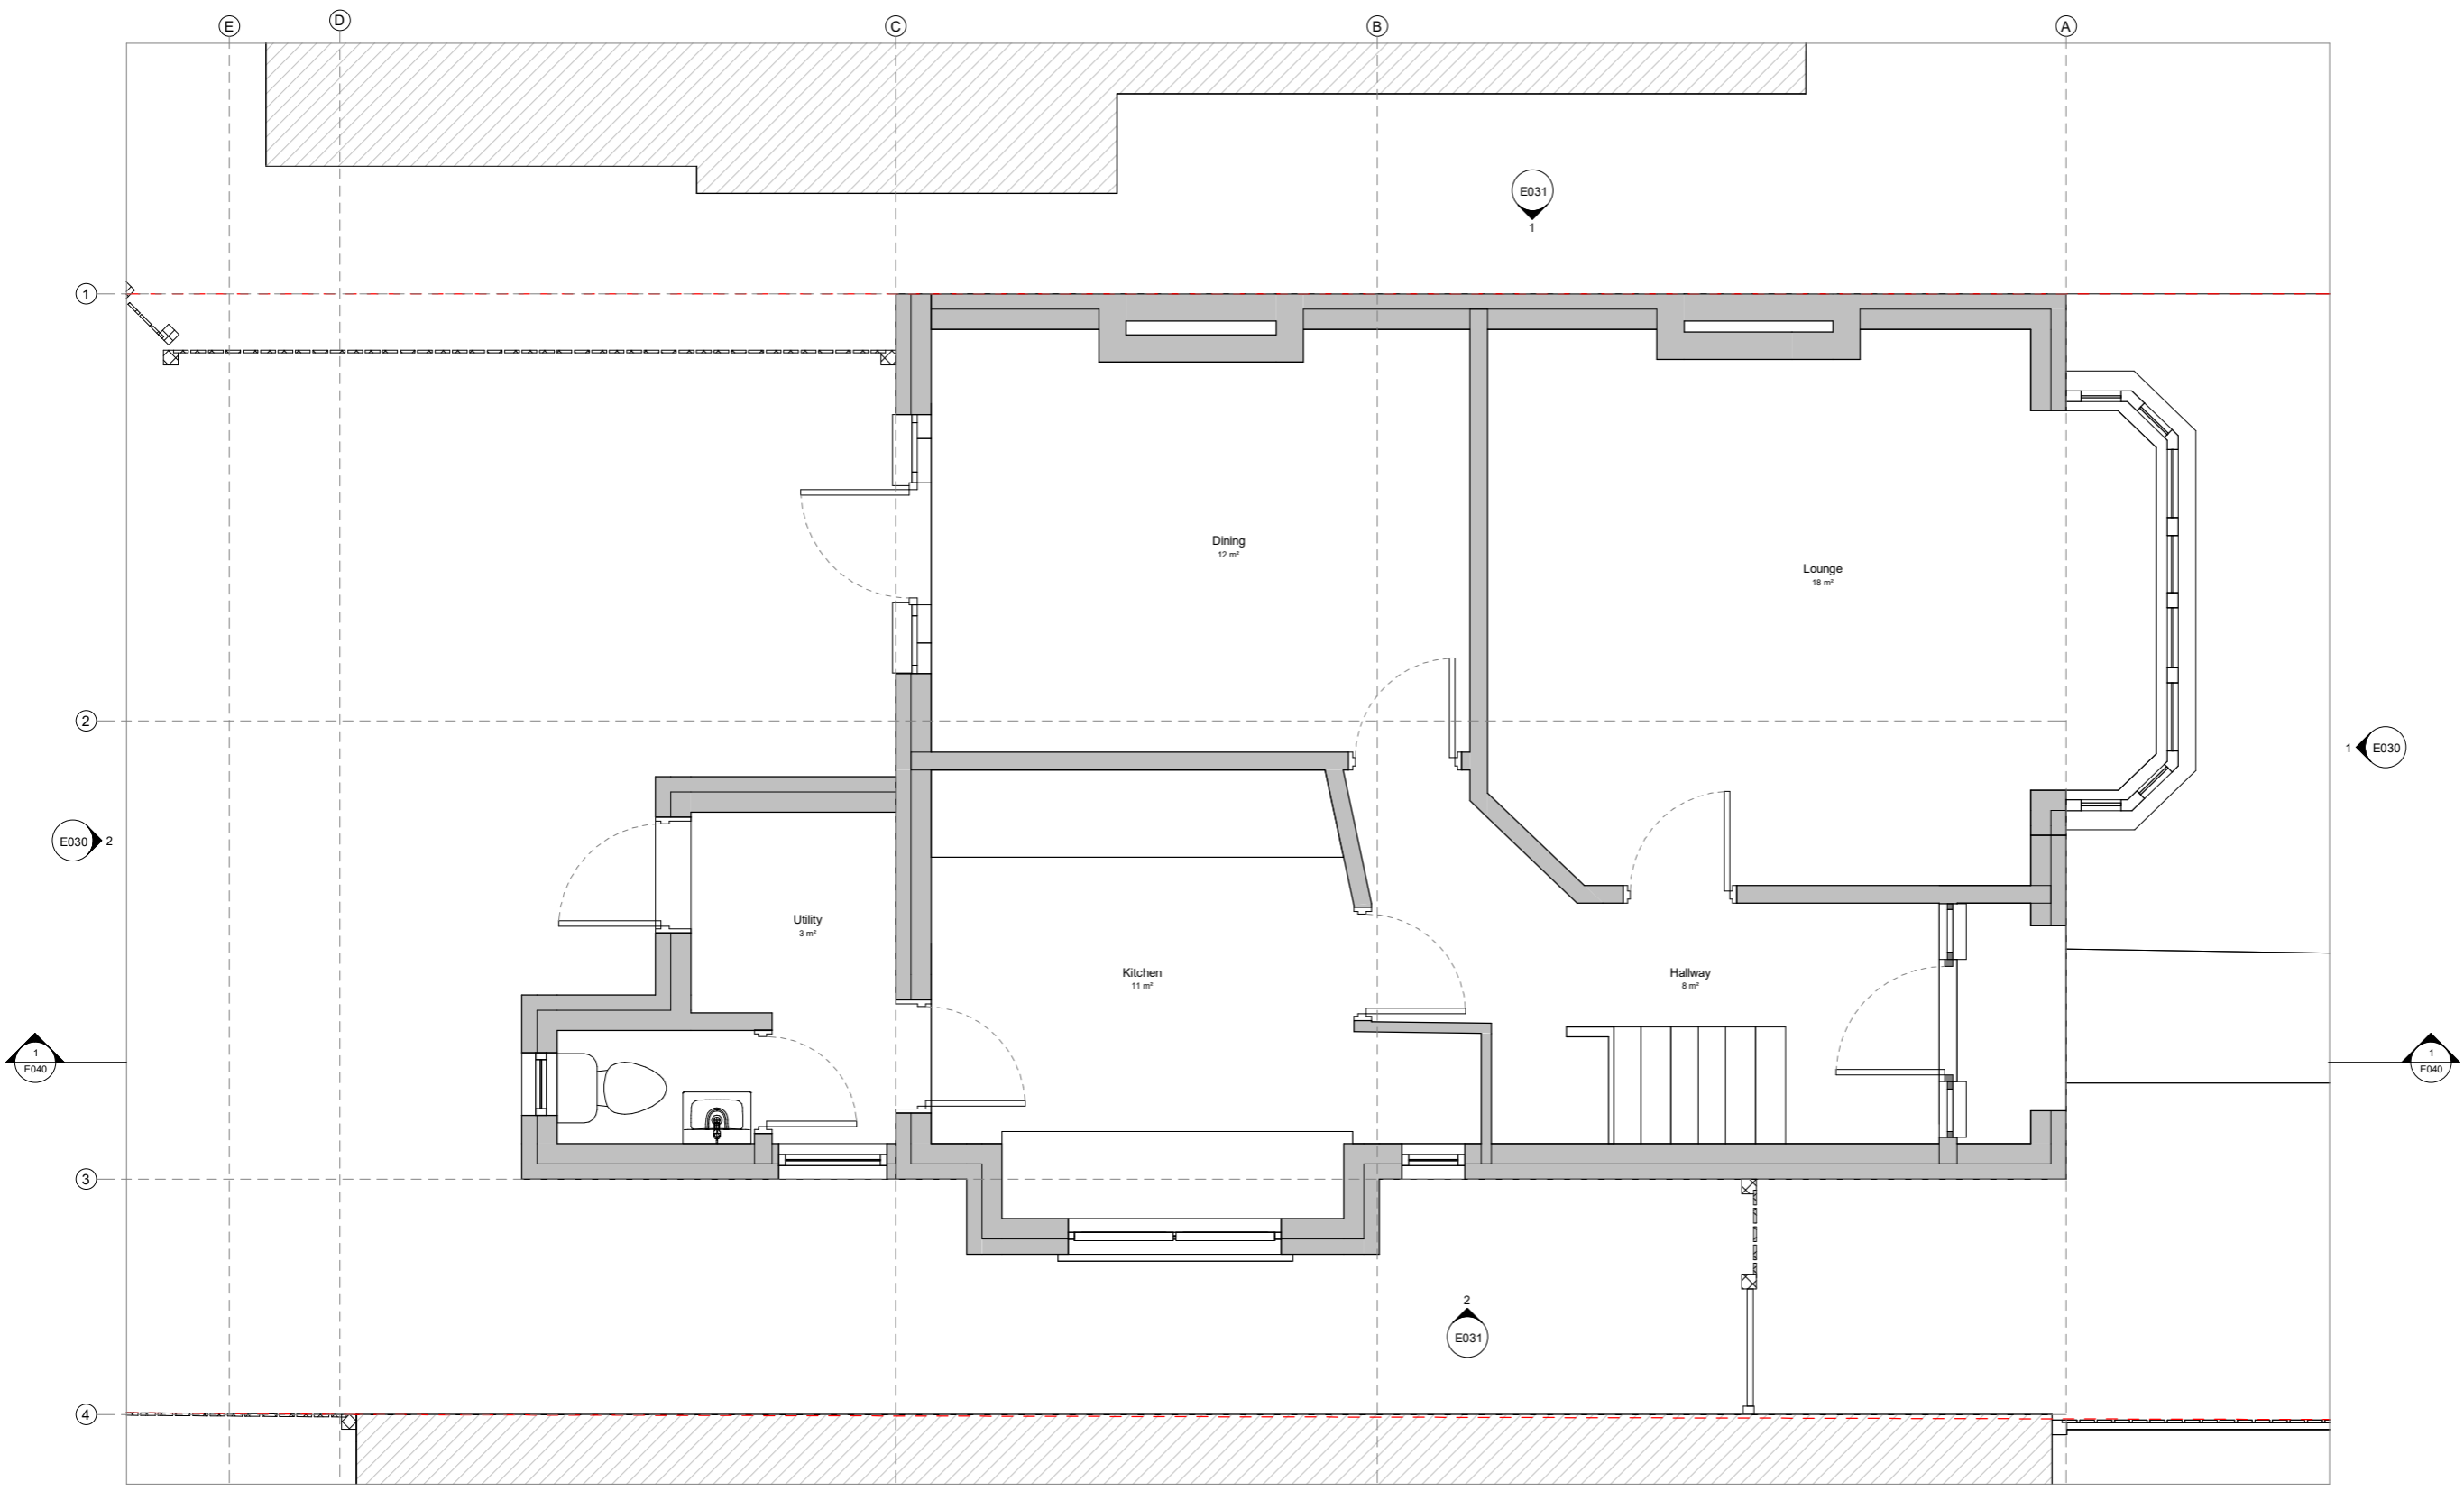 E
D
C
B
A
E031
1
1
Dining
12 m²
Lounge
18 m²
2
1
E030
E030
2
Utility
3 m²
Kitchen
11 m²
Hallway
8 m²
1
E040
1
E040
3
2
E031
4